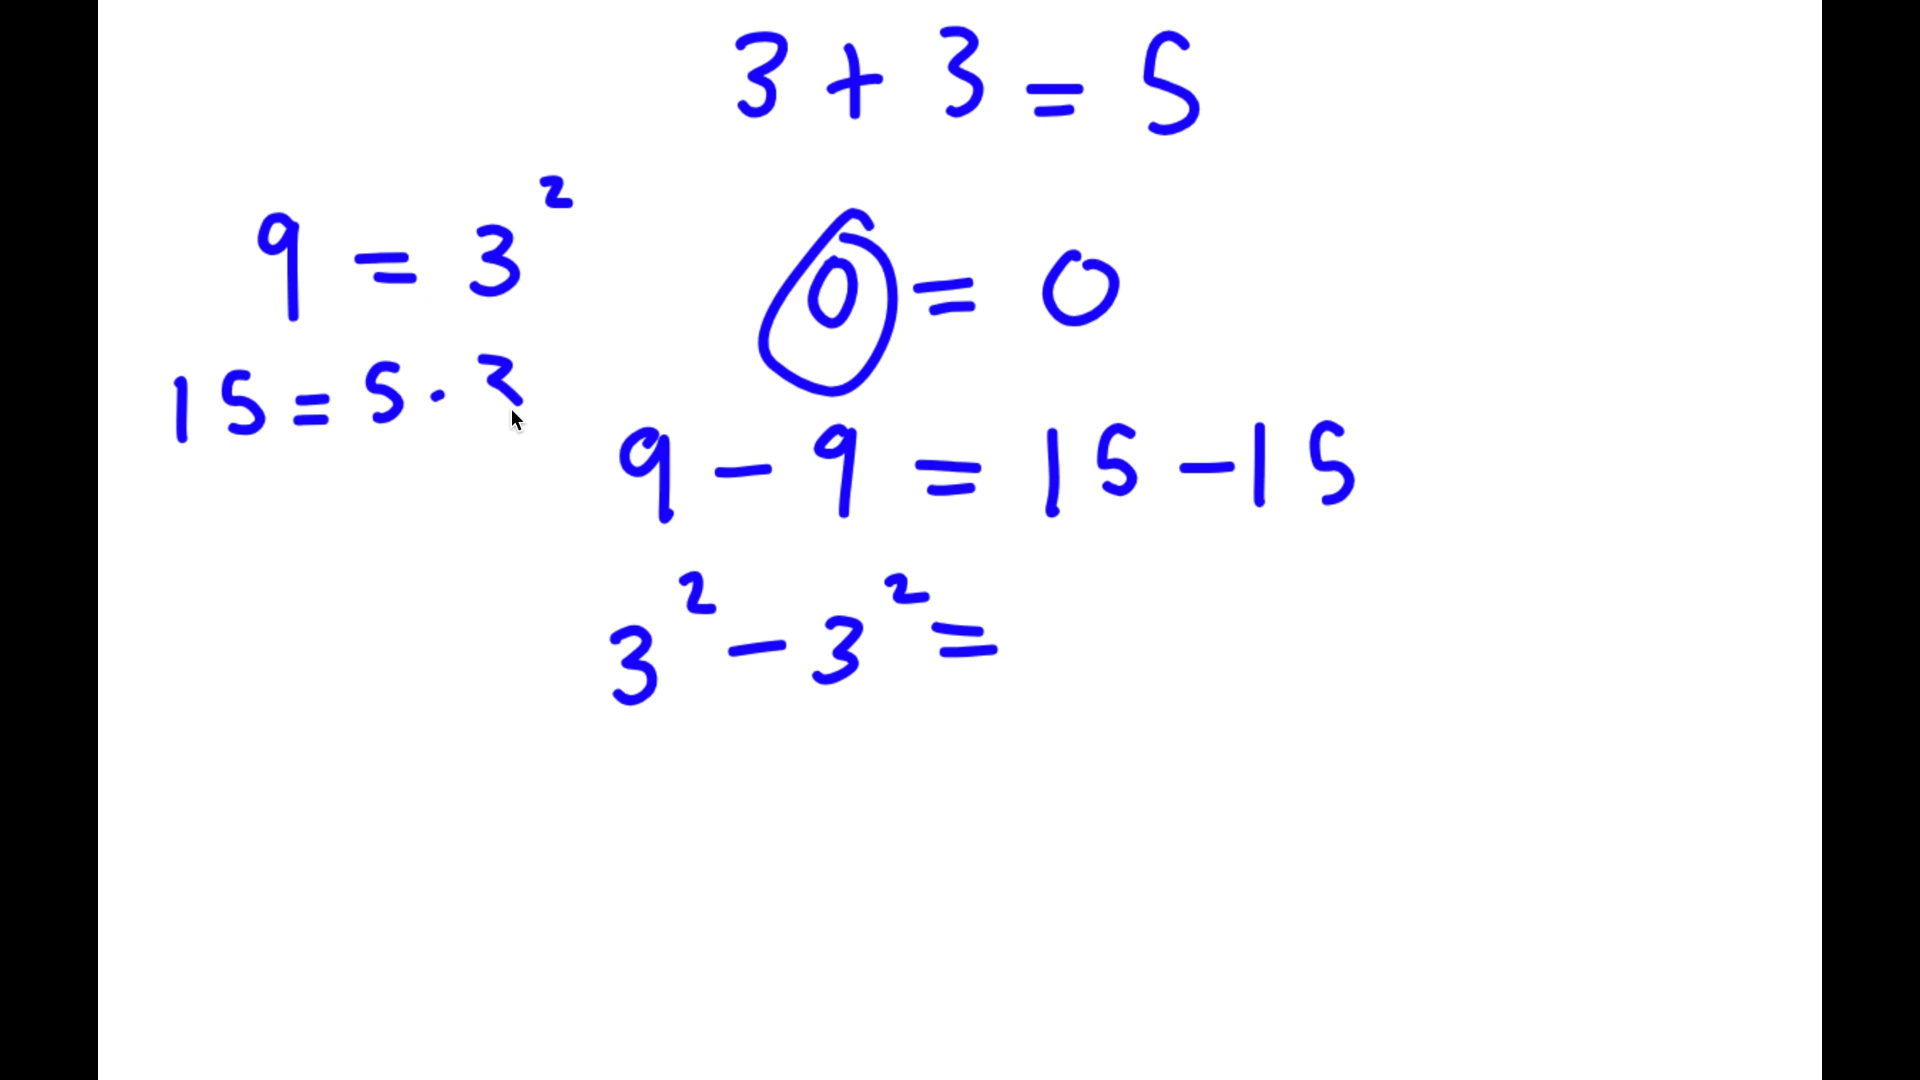 3 + 3 = 5
9 = 3²
0 = 0
15 = 5 · 3
9 - 9 = 15 - 15
3² - 3² =